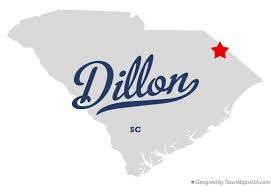 Dillon
SC
★ Designed by TownMapsUSA.com